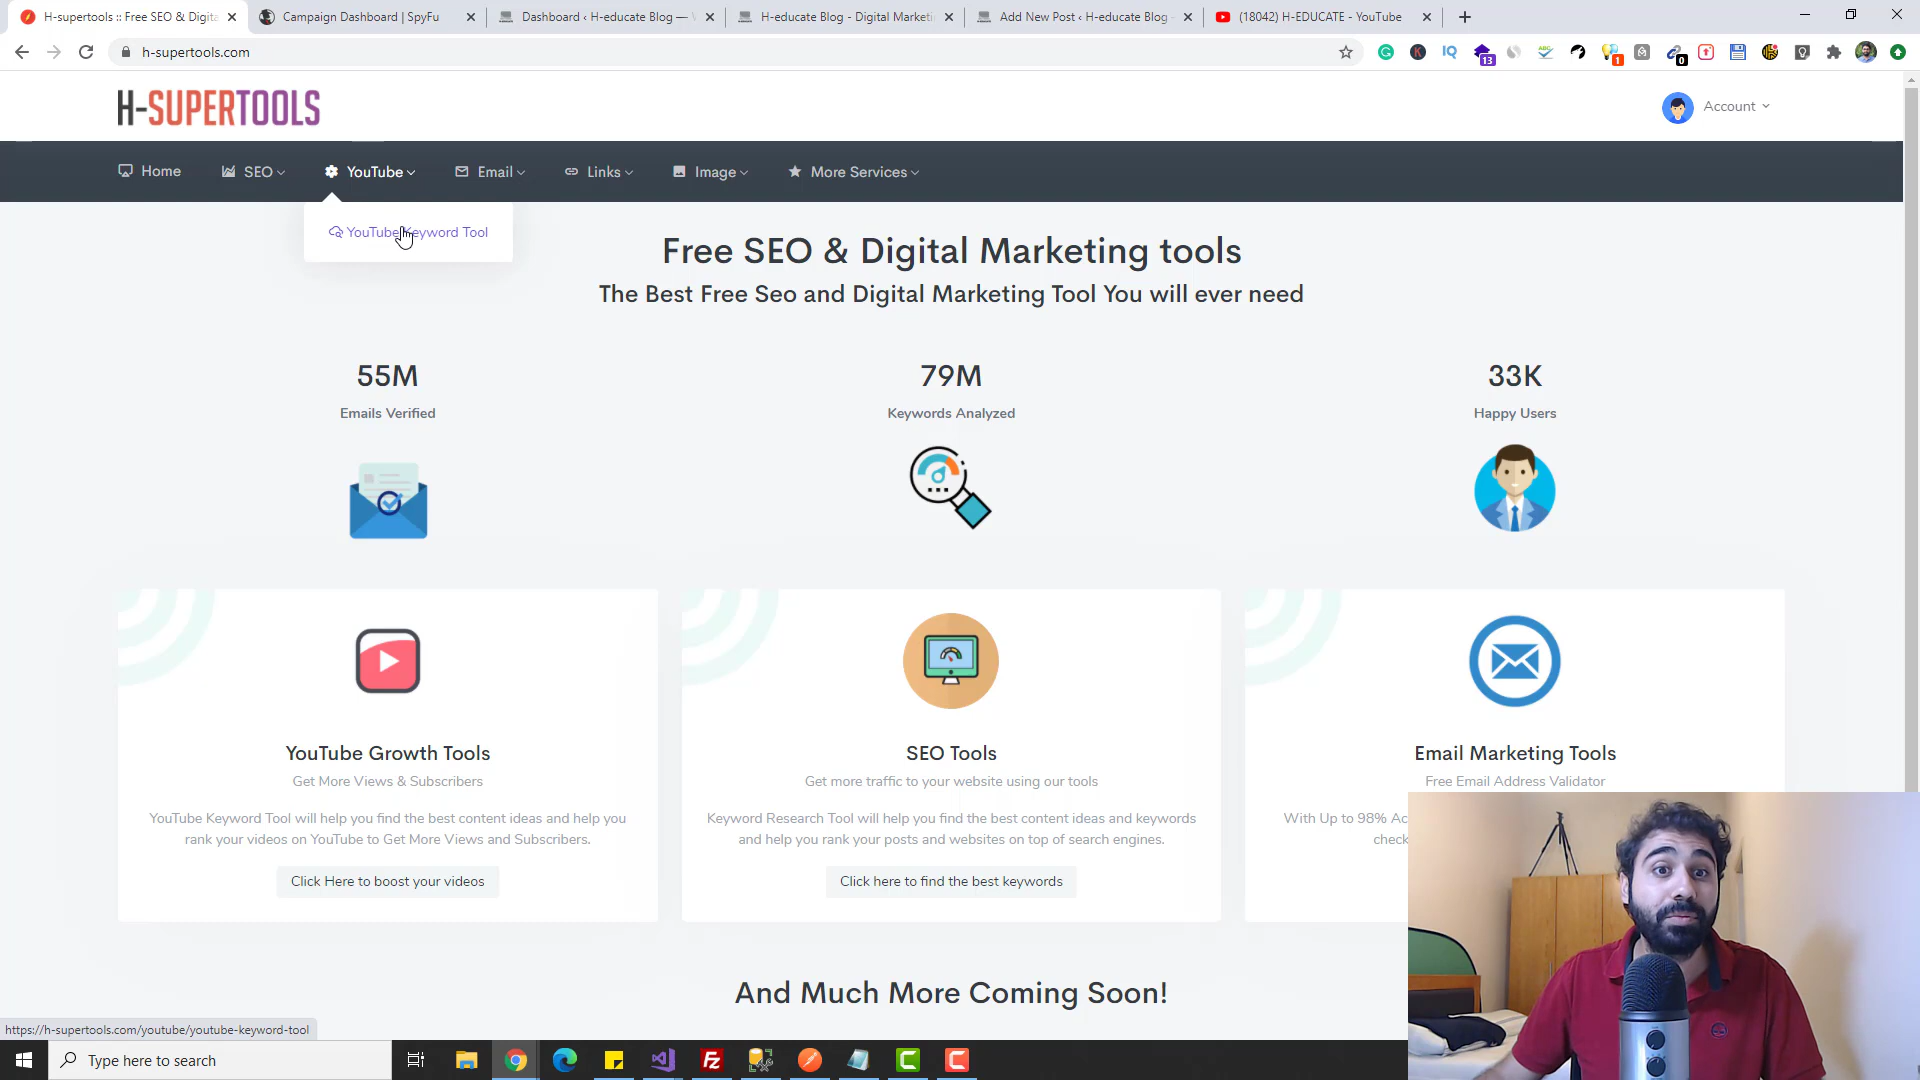 H-supertools :: Free SEO & Digita
Campaign Dashboard | SpyFu
Dashboard ‹ H-educate Blog —
H-educate Blog - Digital Marketi
Add New Post ‹ H-educate Blog
(18042) H-EDUCATE - YouTube
h-supertools.com
IQ
ABC
13
1
0
H-SUPERTOOLS
Account
Home
SEO
YouTube
Email
Links
Image
More Services
YouTube Keyword Tool
Free SEO & Digital Marketing tools
The Best Free Seo and Digital Marketing Tool You will ever need
55M
79M
33K
Emails Verified
Keywords Analyzed
Happy Users
YouTube Growth Tools
SEO Tools
Email Marketing Tools
Get More Views & Subscribers
Get more traffic to your website using our tools
Free Email Address Validator
YouTube Keyword Tool will help you find the best content ideas and help you
rank your videos on YouTube to Get More Views and Subscribers.
Keyword Research Tool will help you find the best content ideas and keywords
and help you rank your posts and websites on top of search engines.
With Up to 98% Ac
check
Click Here to boost your videos
Click here to find the best keywords
And Much More Coming Soon!
https://h-supertools.com/youtube/youtube-keyword-tool
Type here to search